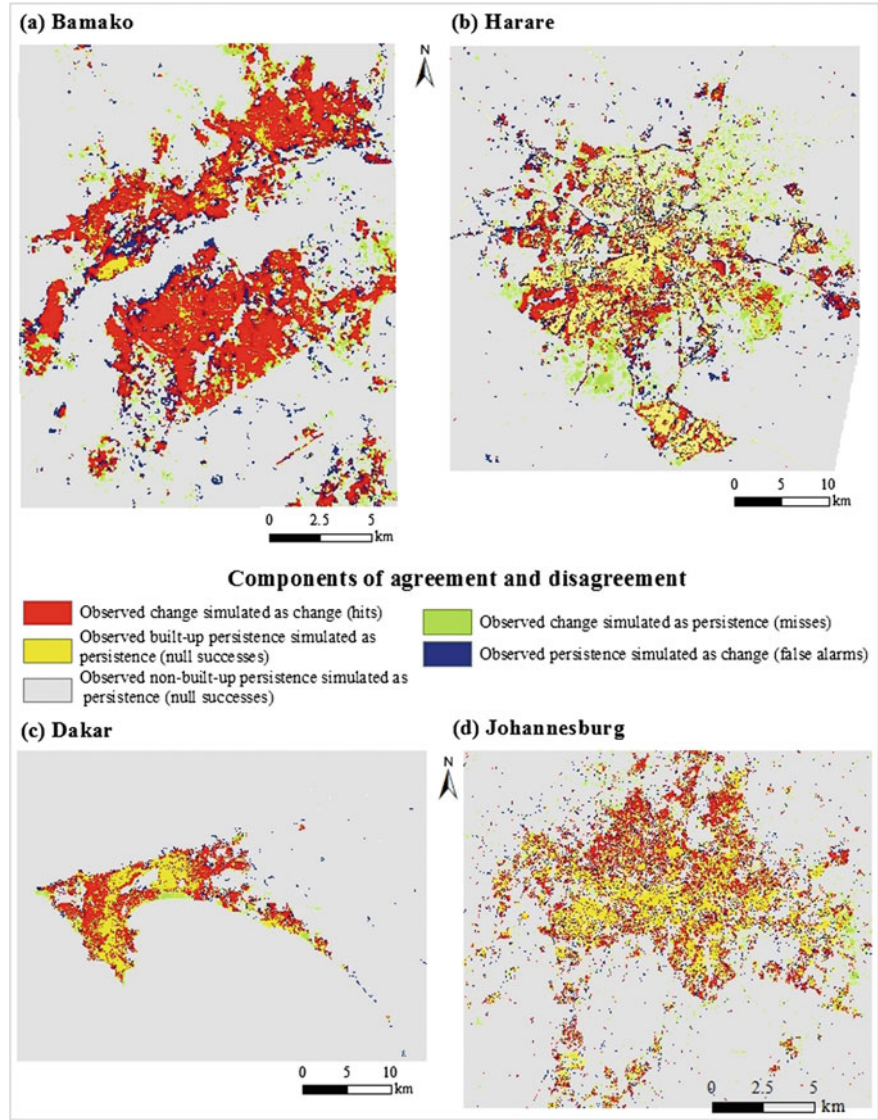 (a) Bamako
(b) Harare
N
0 2.5 5
km
0 5 10
km
Components of agreement and disagreement
Observed change simulated as change (hits)
Observed built-up persistence simulated as
persistence (null successes)
Observed non-built-up persistence simulated as
persistence (null successes)
Observed change simulated as persistence (misses)
Observed persistence simulated as change (false alarms)
(c) Dakar
(d) Johannesburg
N
0 5 10
km
0 2.5 5
km